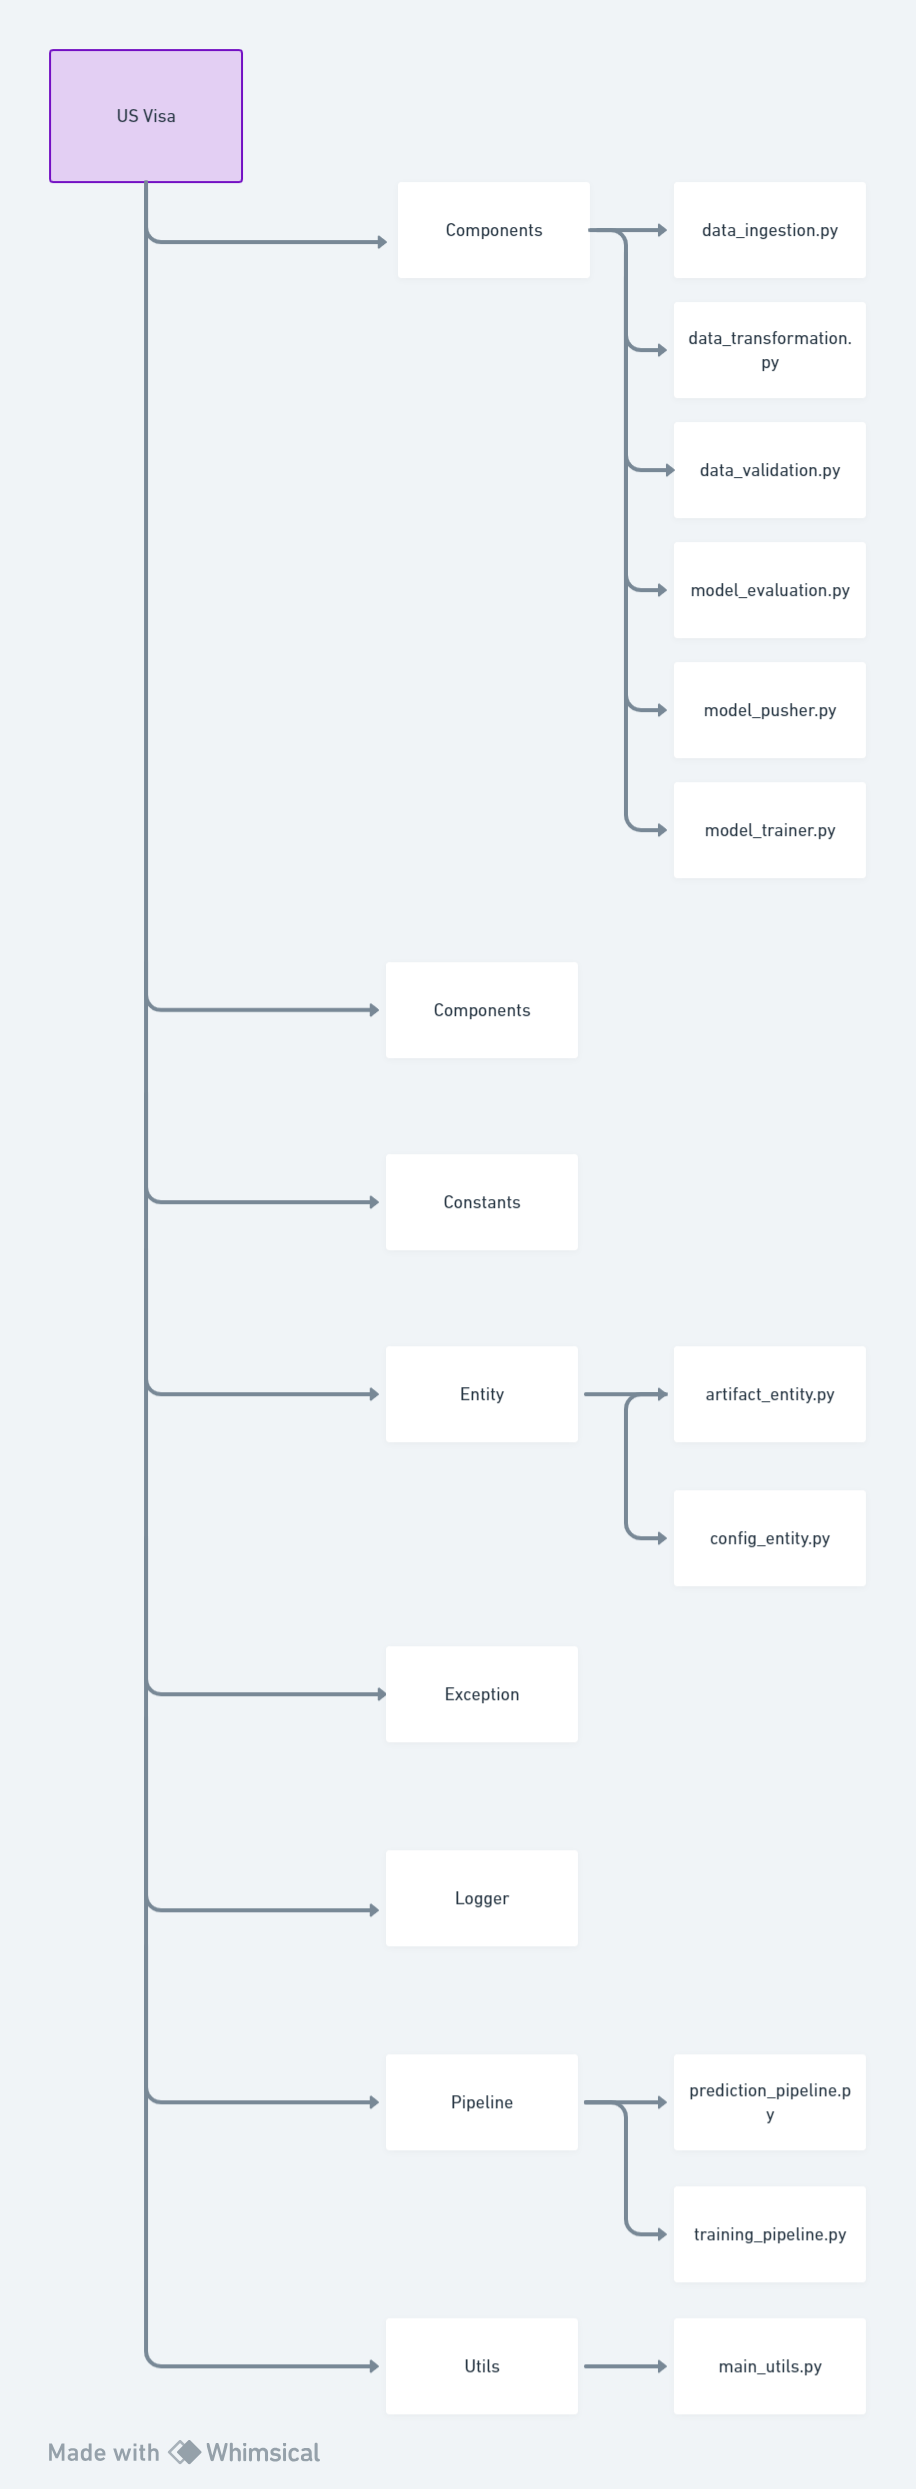 US Visa
Components
data_ingestion.py
data_transformation.
py
data_validation.py
model_evaluation.py
model_pusher.py
model_trainer.py
Components
Constants
Entity
artifact_entity.py
config_entity.py
Exception
Logger
Pipeline
prediction_pipeline.p
y
training_pipeline.py
Utils
main_utils.py
Made with Whimsical